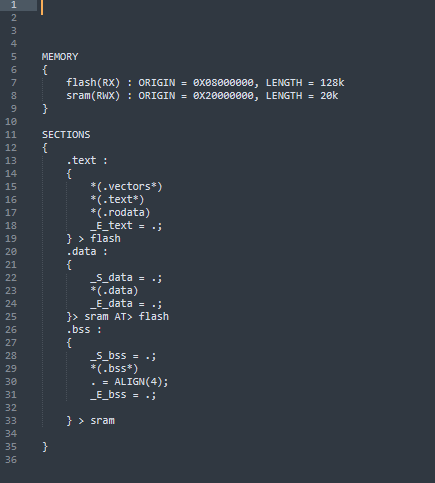 1
2
3
4
5 MEMORY
6 {
7 flash(RX) : ORIGIN = 0X08000000, LENGTH = 128k
8 sram(RWX) : ORIGIN = 0X20000000, LENGTH = 20k
9 }
10
11 SECTIONS
12 {
13 .text :
14 {
15 *(.vectors*)
16 *(.text*)
17 *(.rodata)
18 _E_text = .;
19 } > flash
20 .data :
21 {
22 _S_data = .;
23 *(.data)
24 _E_data = .;
25 }> sram AT> flash
26 .bss :
27 {
28 _S_bss = .;
29 *(.bss*)
30 . = ALIGN(4);
31 _E_bss = .;
32
33 } > sram
34
35 }
36